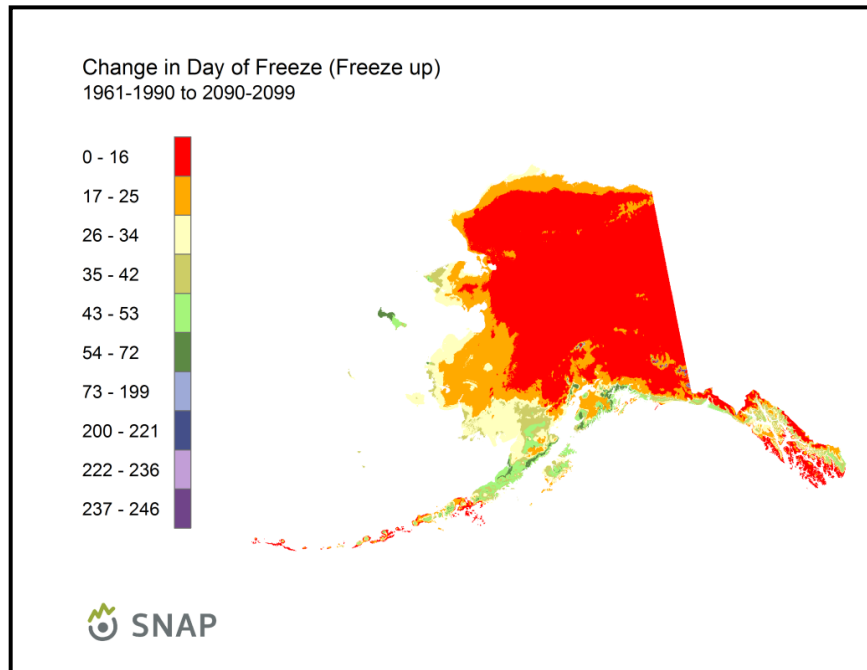 Change in Day of Freeze (Freeze up)
1961-1990 to 2090-2099
0 - 16
17 - 25
26 - 34
35 - 42
43 - 53
54 - 72
73 - 199
200 - 221
222 - 236
237 - 246
SNAP